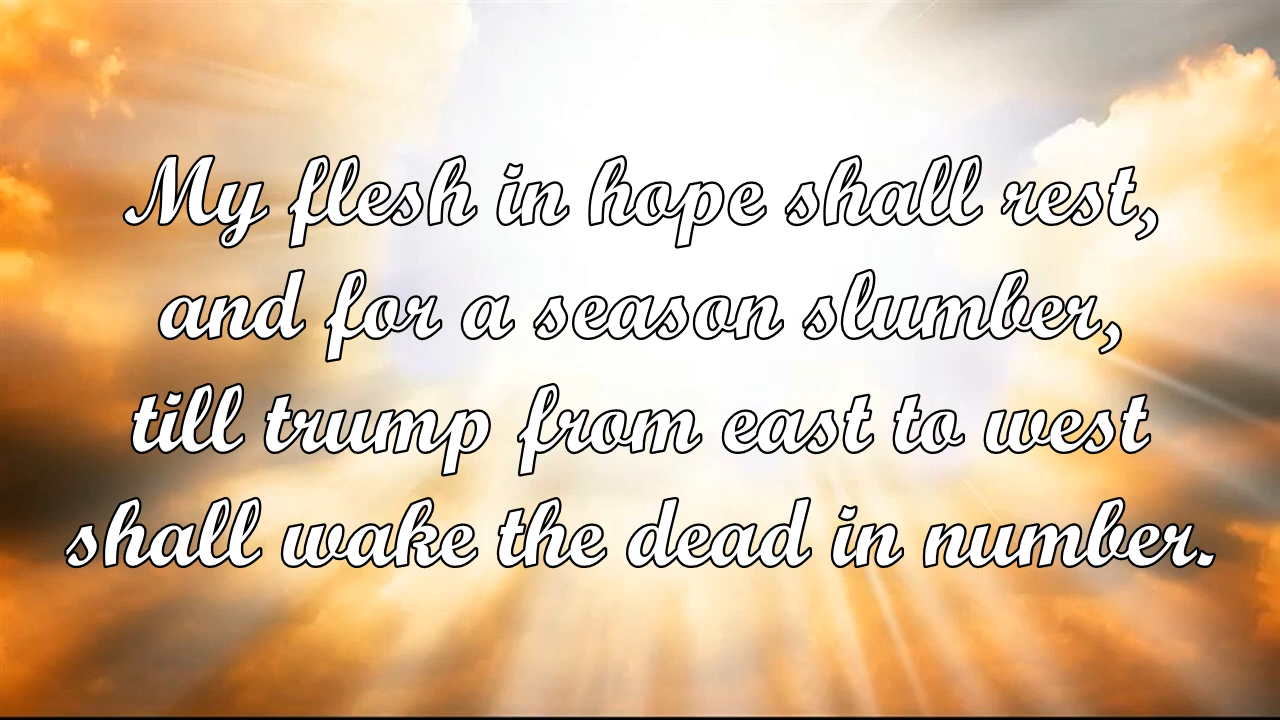 My flesh in hope shall rest,
and for a season slumber,
till trump from east to west
shall wake the dead in number.